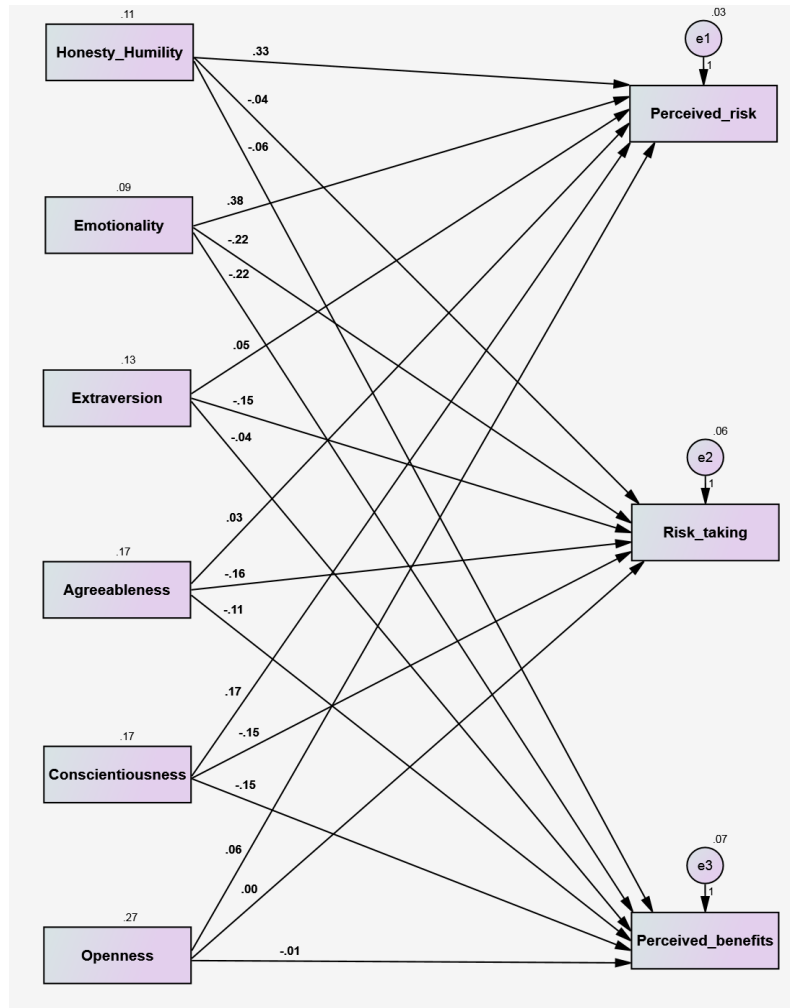 .11
Honesty_Humility
.33
-.04
-.06
.03
e1
1
Perceived_risk
.09
Emotionality
.38
-.22
-.22
.13
Extraversion
.05
-.15
-.04
.06
e2
1
Risk_taking
.17
Agreeableness
.03
-.16
-.11
.17
Conscientiousness
.17
-.15
-.15
.07
e3
1
Perceived_benefits
.27
Openness
.06
.00
-.01